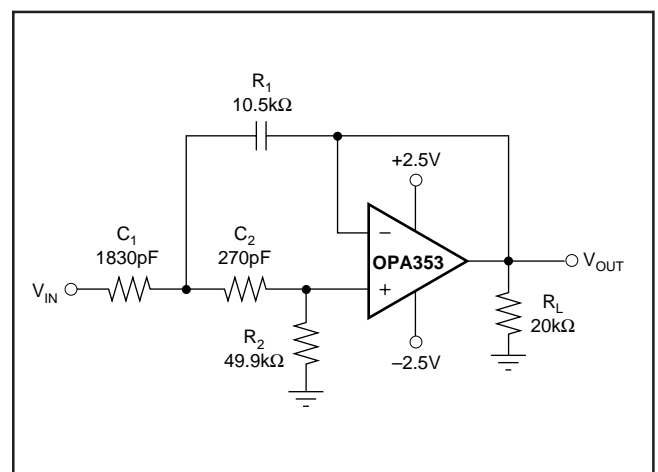 R1
10.5kΩ
+2.5V
C1
1830pF
C2
270pF
–
OPA353
+
VIN
VOUT
R2
49.9kΩ
RL
20kΩ
–2.5V